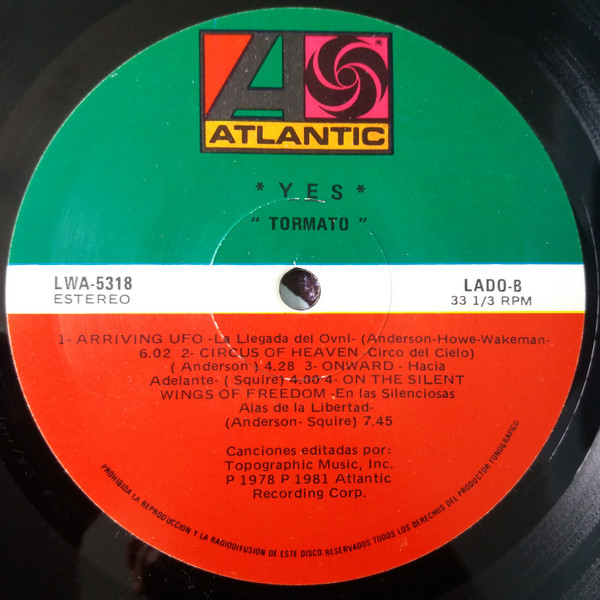 ATLANTIC
* Y E S *
" TORMATO "
LWA-5318
ESTEREO
LADO-B
33 1/3 RPM
1- ARRIVING UFO -La Llegada del Ovni- (Anderson-Howe-Wakeman-
6.02 2- CIRCUS OF HEAVEN (Circo del Cielo)
( Anderson ) 4.28 3- ONWARD - Hacia
Adelante- ( Squire) 4.00 4- ON THE SILENT
WINGS OF FREEDOM -En las Silenciosas
Alas de la Libertad-
(Anderson- Squire) 7.45
Canciones editadas por:
Topographic Music, Inc.
P 1978 P 1981 Atlantic
Recording Corp.
PROHIBIDA LA REPRODUCCION Y LA RADIODIFUSION DE ESTE DISCO. RESERVADOS TODOS LOS DERECHOS DEL PRODUCTOR FONOGRAFICO